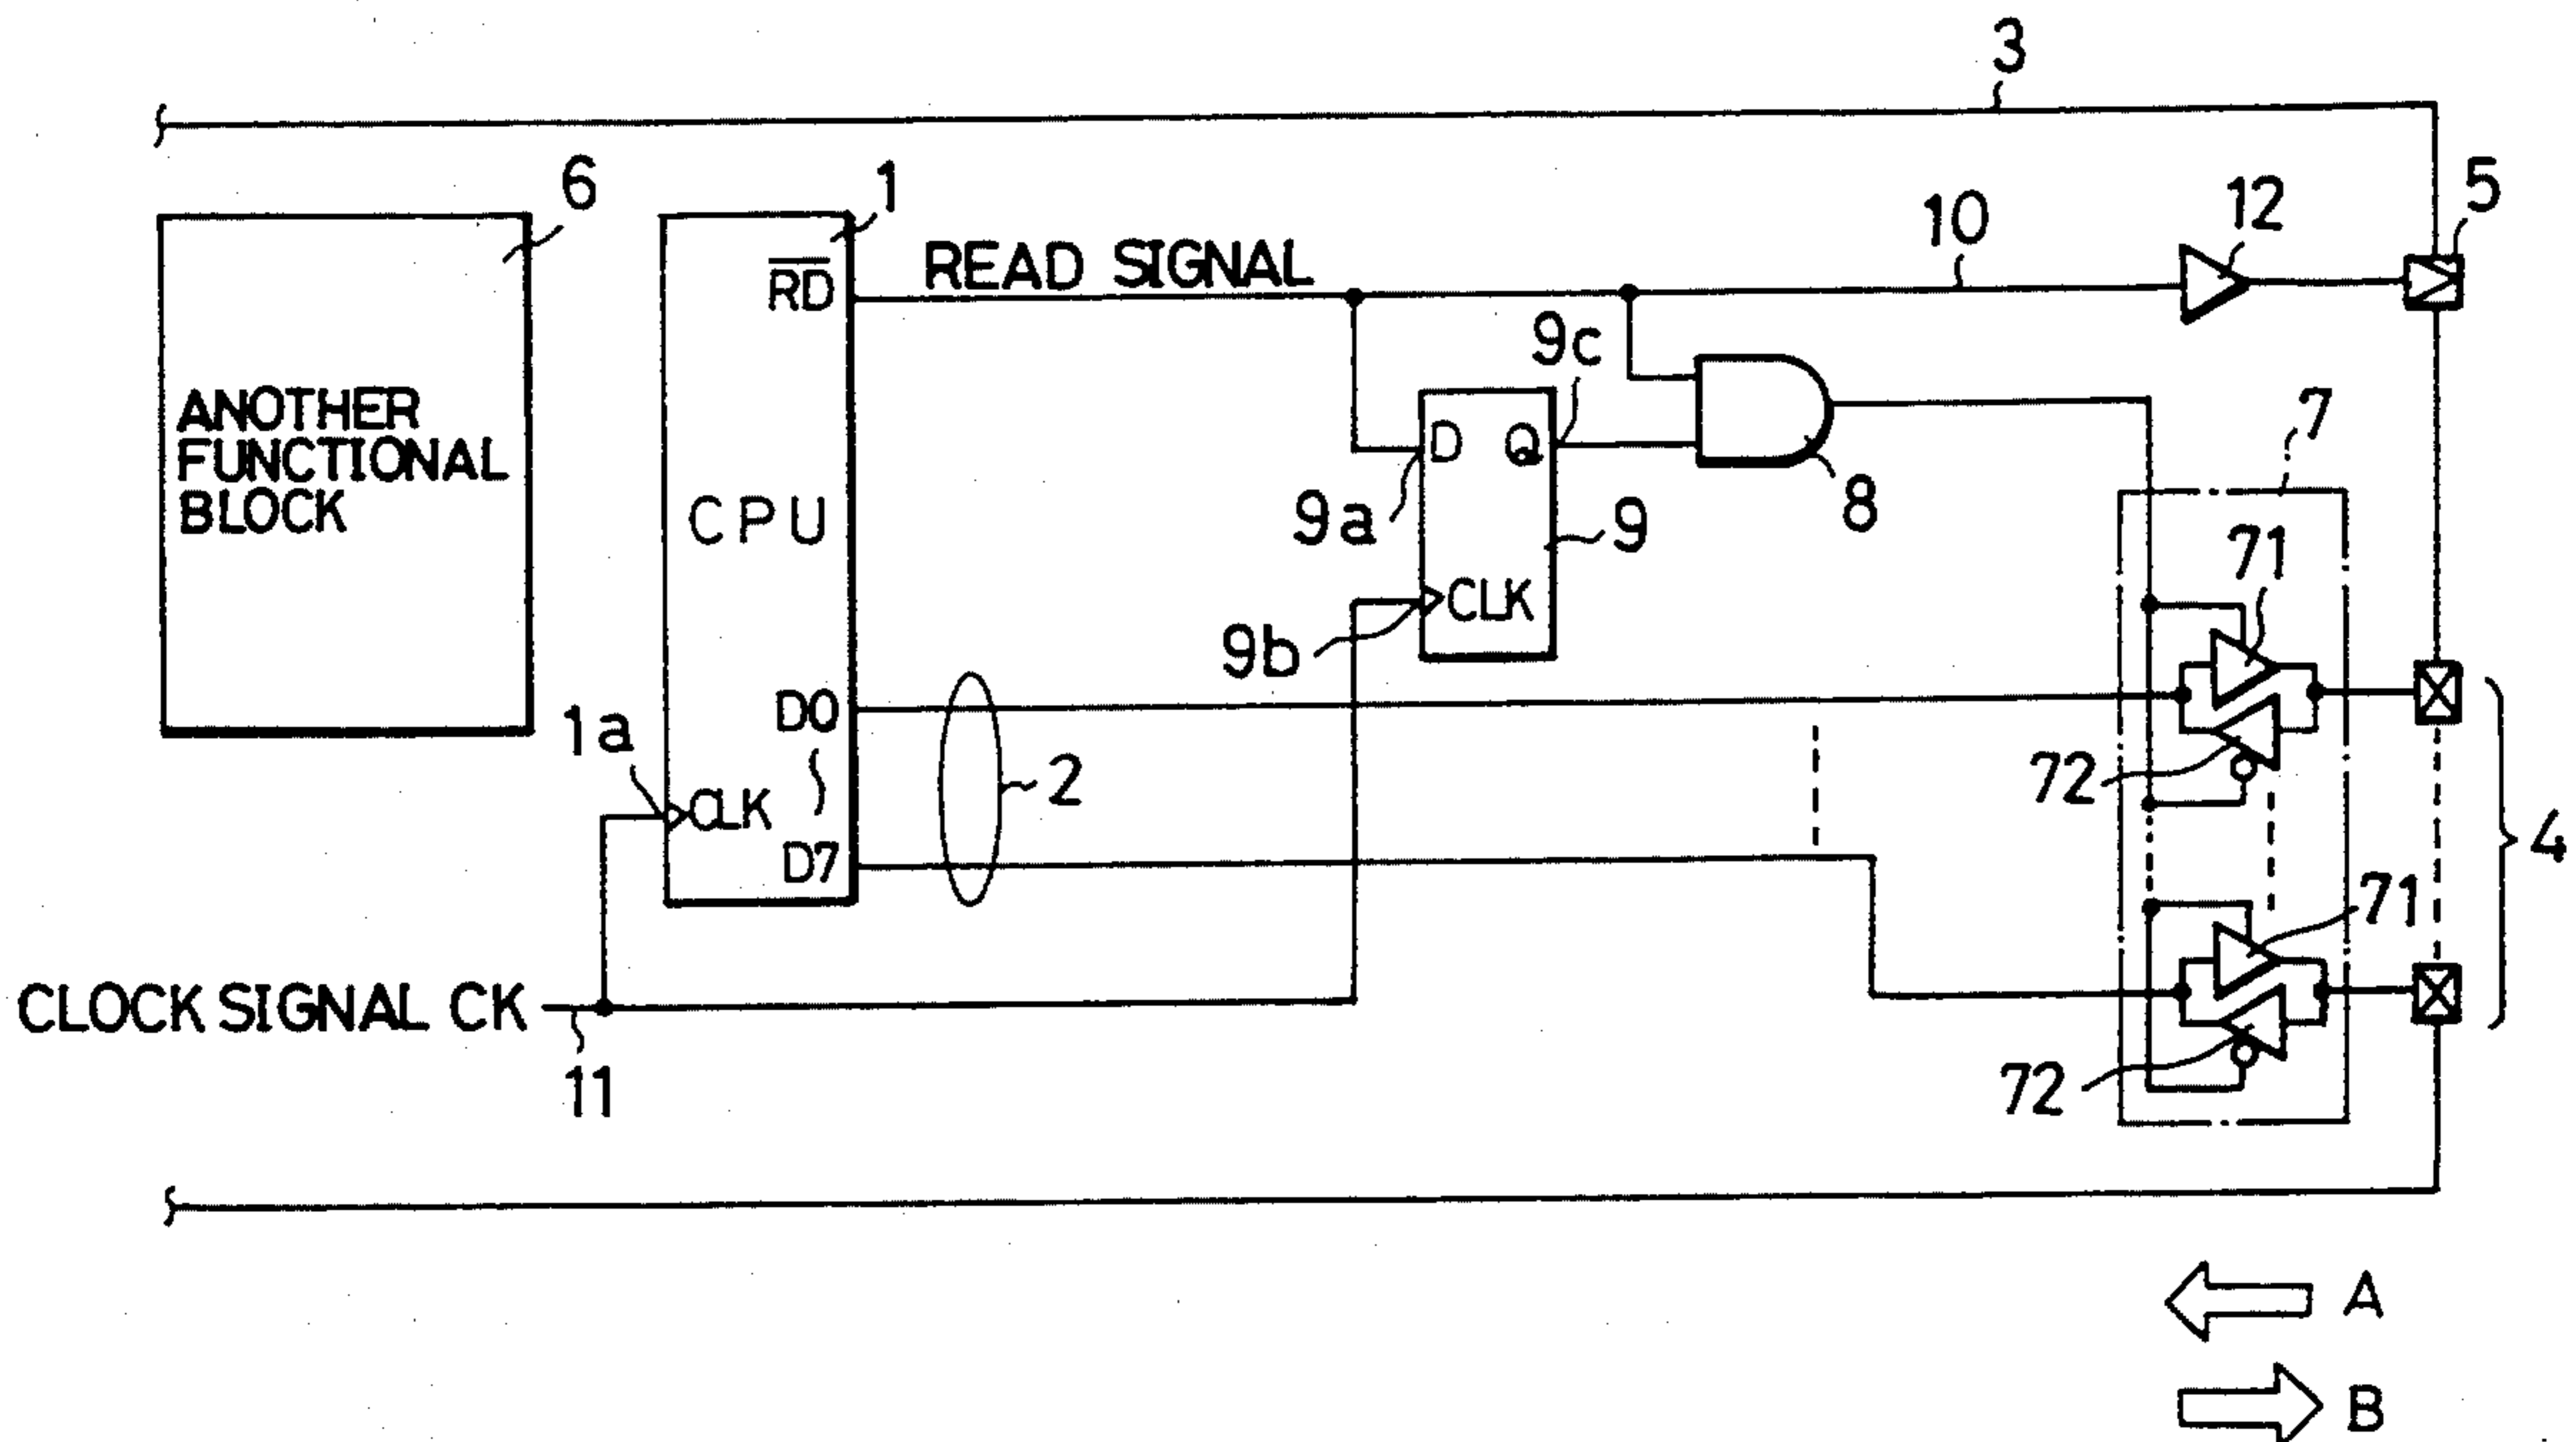 3
6
1
5
12
10
READ SIGNAL
R̅D̅
9c
7
ANOTHER
FUNCTIONAL
BLOCK
D Q
CPU
9a
9
8
71
CLK
9b
D0
1a
2
72
CLK
4
D7
71
CLOCK SIGNAL CK
11
72
A
B